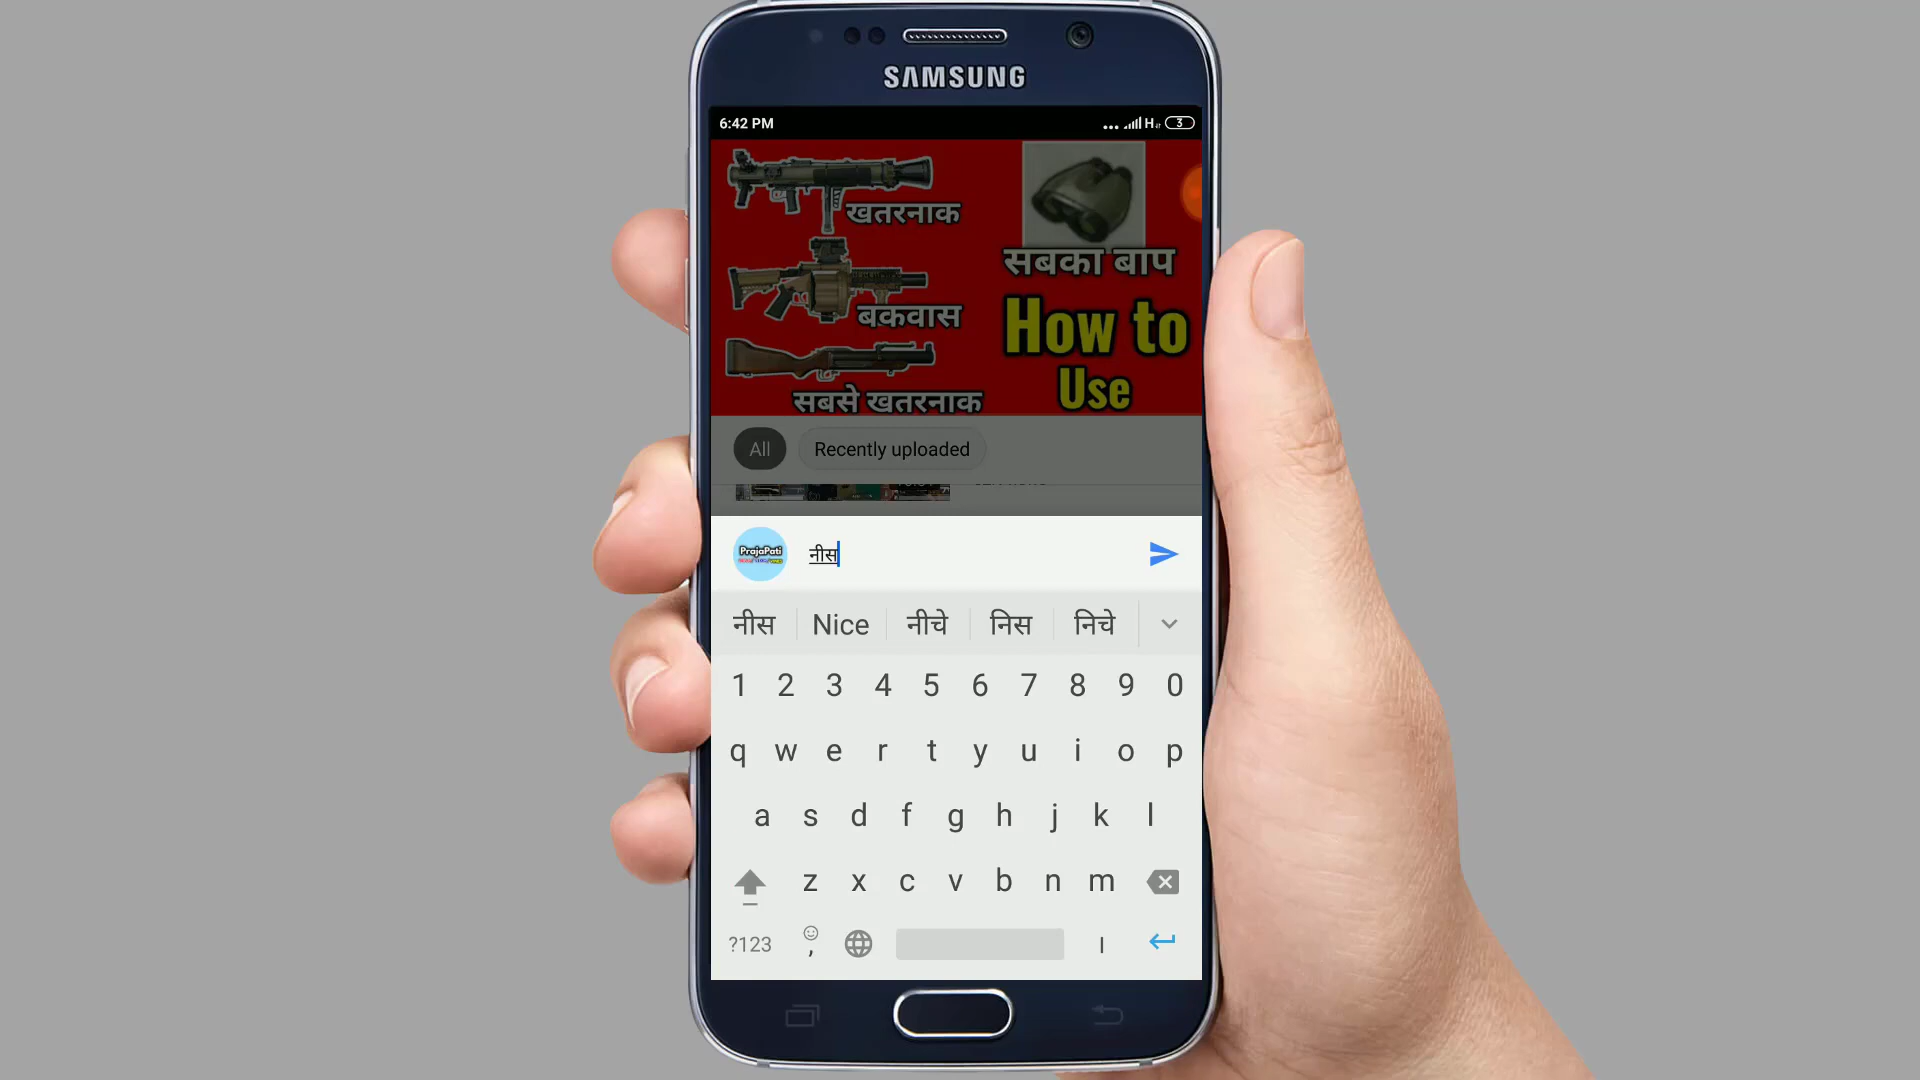 SAMSUNG
6:42 PM
H
3
खतरनाक
सबका बाप
बकवास
How to
Use
सबसे खतरनाक
All
Recently uploaded
PrajaPati
नीस
नीस Nice नीचे निस निचे
1 2 3 4 5 6 7 8 9 0
q w e r t y u i o p
a s d f g h j k l
z x c v b n m
?123 , ।